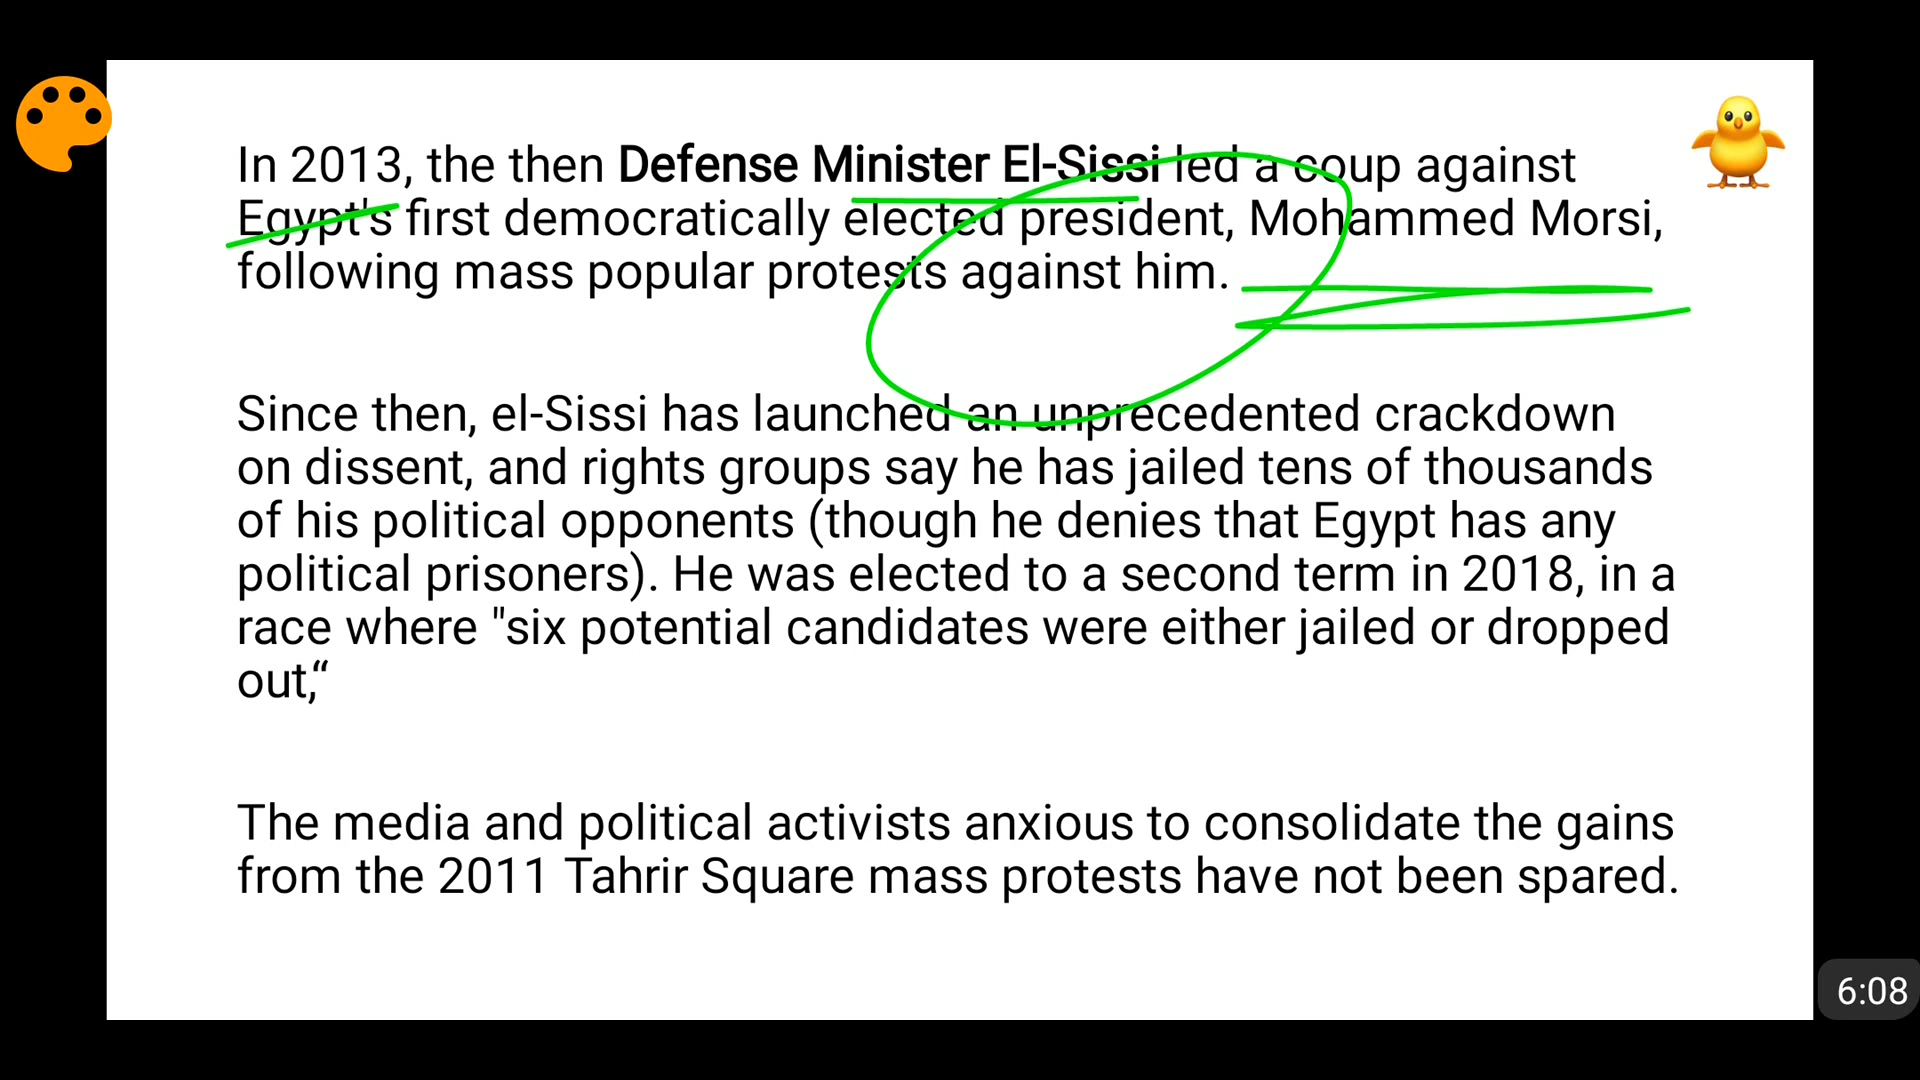 In 2013, the then Defense Minister El-Sissi led a coup against
Egypt's first democratically elected president, Mohammed Morsi,
following mass popular protests against him.
Since then, el-Sissi has launched an unprecedented crackdown
on dissent, and rights groups say he has jailed tens of thousands
of his political opponents (though he denies that Egypt has any
political prisoners). He was elected to a second term in 2018, in a
race where "six potential candidates were either jailed or dropped
out,“
The media and political activists anxious to consolidate the gains
from the 2011 Tahrir Square mass protests have not been spared.
6:08